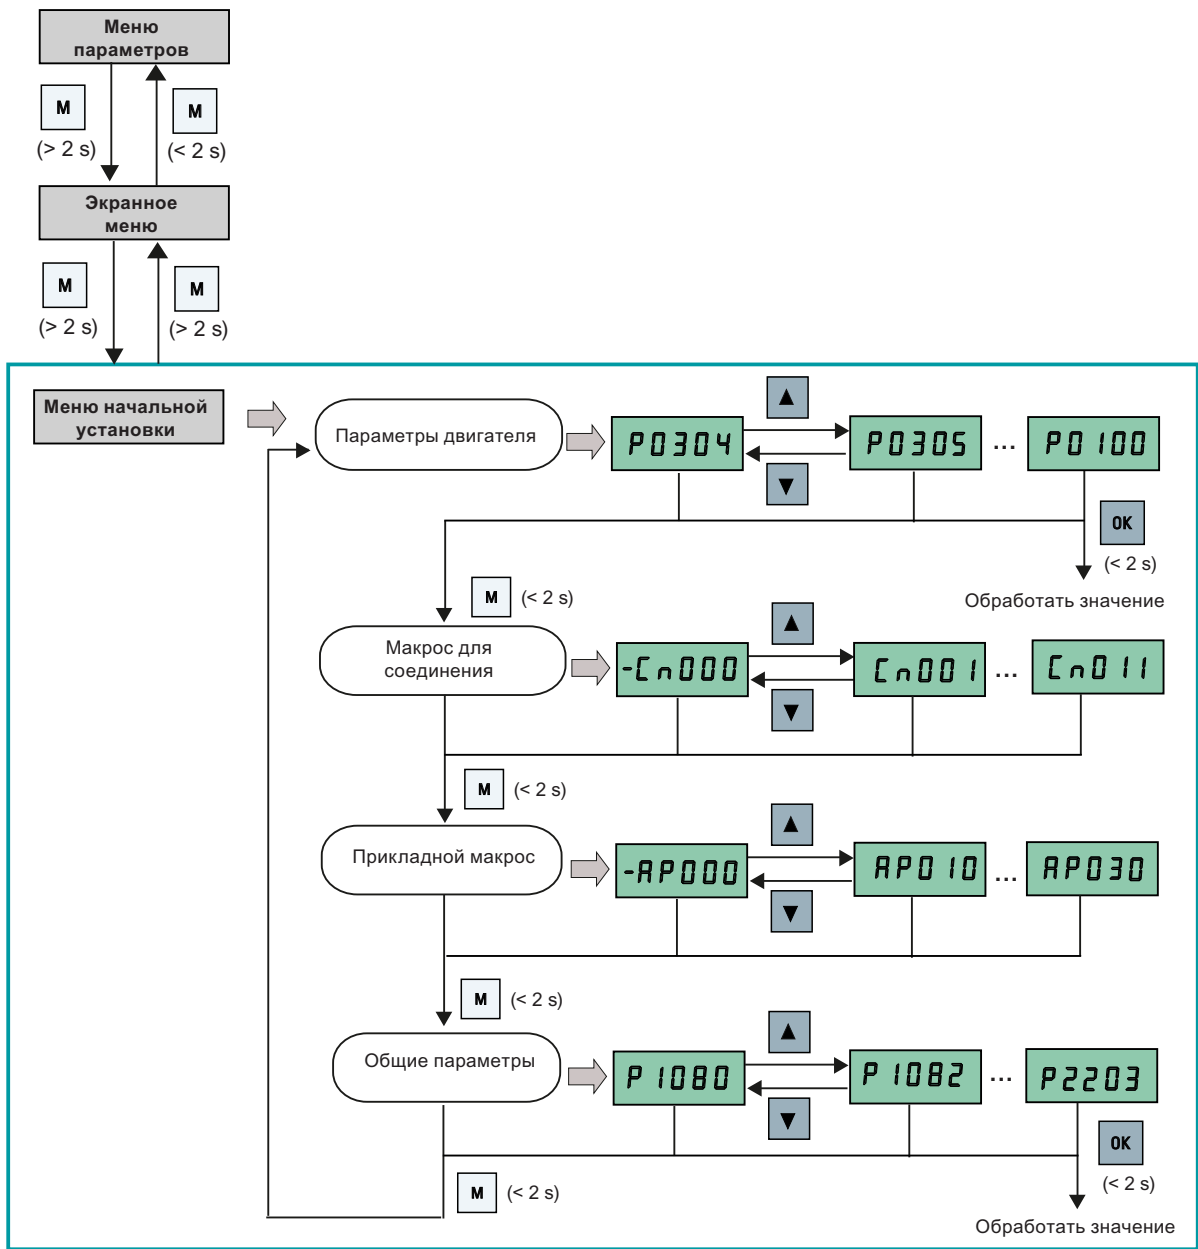 Меню
параметров
M
M
(> 2 s)
(< 2 s)
Экранное
меню
M
M
(> 2 s)
(> 2 s)
Меню начальной
установки
Параметры двигателя
P0304
P0305
...
P0100
OK
(< 2 s)
Обработать значение
M
(< 2 s)
Макрос для
соединения
-Cn000
Cn001
...
Cn011
M
(< 2 s)
Прикладной макрос
-AP000
AP010
...
AP030
M
(< 2 s)
Общие параметры
P1080
P1082
...
P2203
OK
(< 2 s)
Обработать значение
M
(< 2 s)